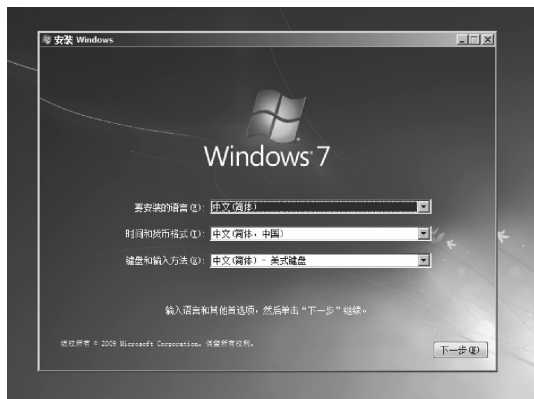 安装 Windows
Windows 7
要安装的语言(E): 中文(简体)
时间和货币格式(T): 中文(简体，中国)
键盘和输入方法(K): 中文(简体) - 美式键盘
输入语言和其他首选项，然后单击“下一步”继续。
版权所有 © 2009 Microsoft Corporation。保留所有权利。
下一步(N)